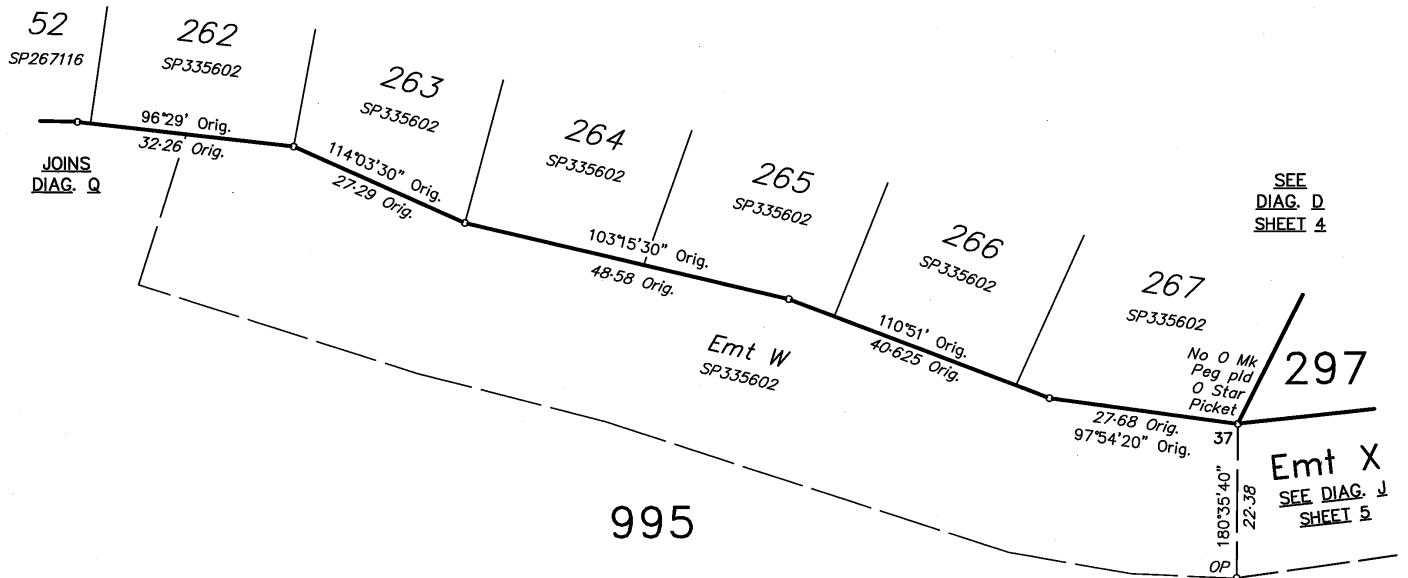 52
SP267116
262
SP335602
263
SP335602
264
SP335602
265
SP335602
266
SP335602
267
SP335602
96°29' Orig.
32·26 Orig.
JOINS
DIAG. Q
114°03'30" Orig.
27·29 Orig.
103°15'30" Orig.
48·58 Orig.
110°51' Orig.
40·625 Orig.
27·68 Orig.
97°54'20" Orig.
SEE
DIAG. D
SHEET 4
No O Mk
Peg pld
O Star
Picket
297
37
Emt W
SP335602
Emt X
SEE DIAG. J
SHEET 5
180°35'40"
22·38
OP
995